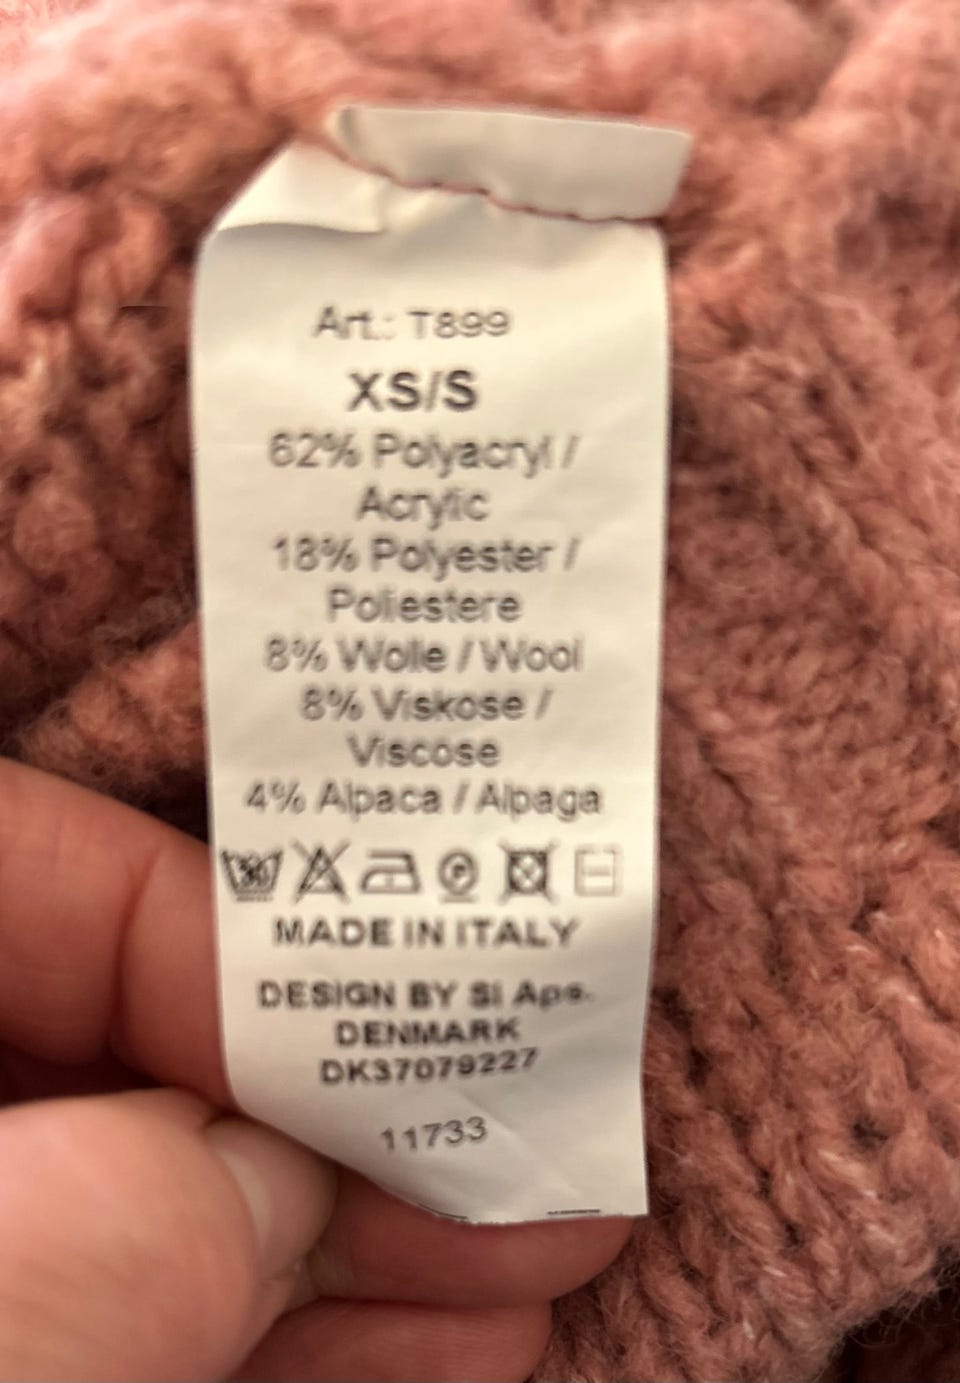 Art.: T899
XS/S
62% Polyacryl /
Acrylic
18% Polyester /
Poliestere
8% Wolle / Wool
8% Viskose /
Viscose
4% Alpaca / Alpaga
30 P
MADE IN ITALY
DESIGN BY SI Aps.
DENMARK
DK37079227
11733